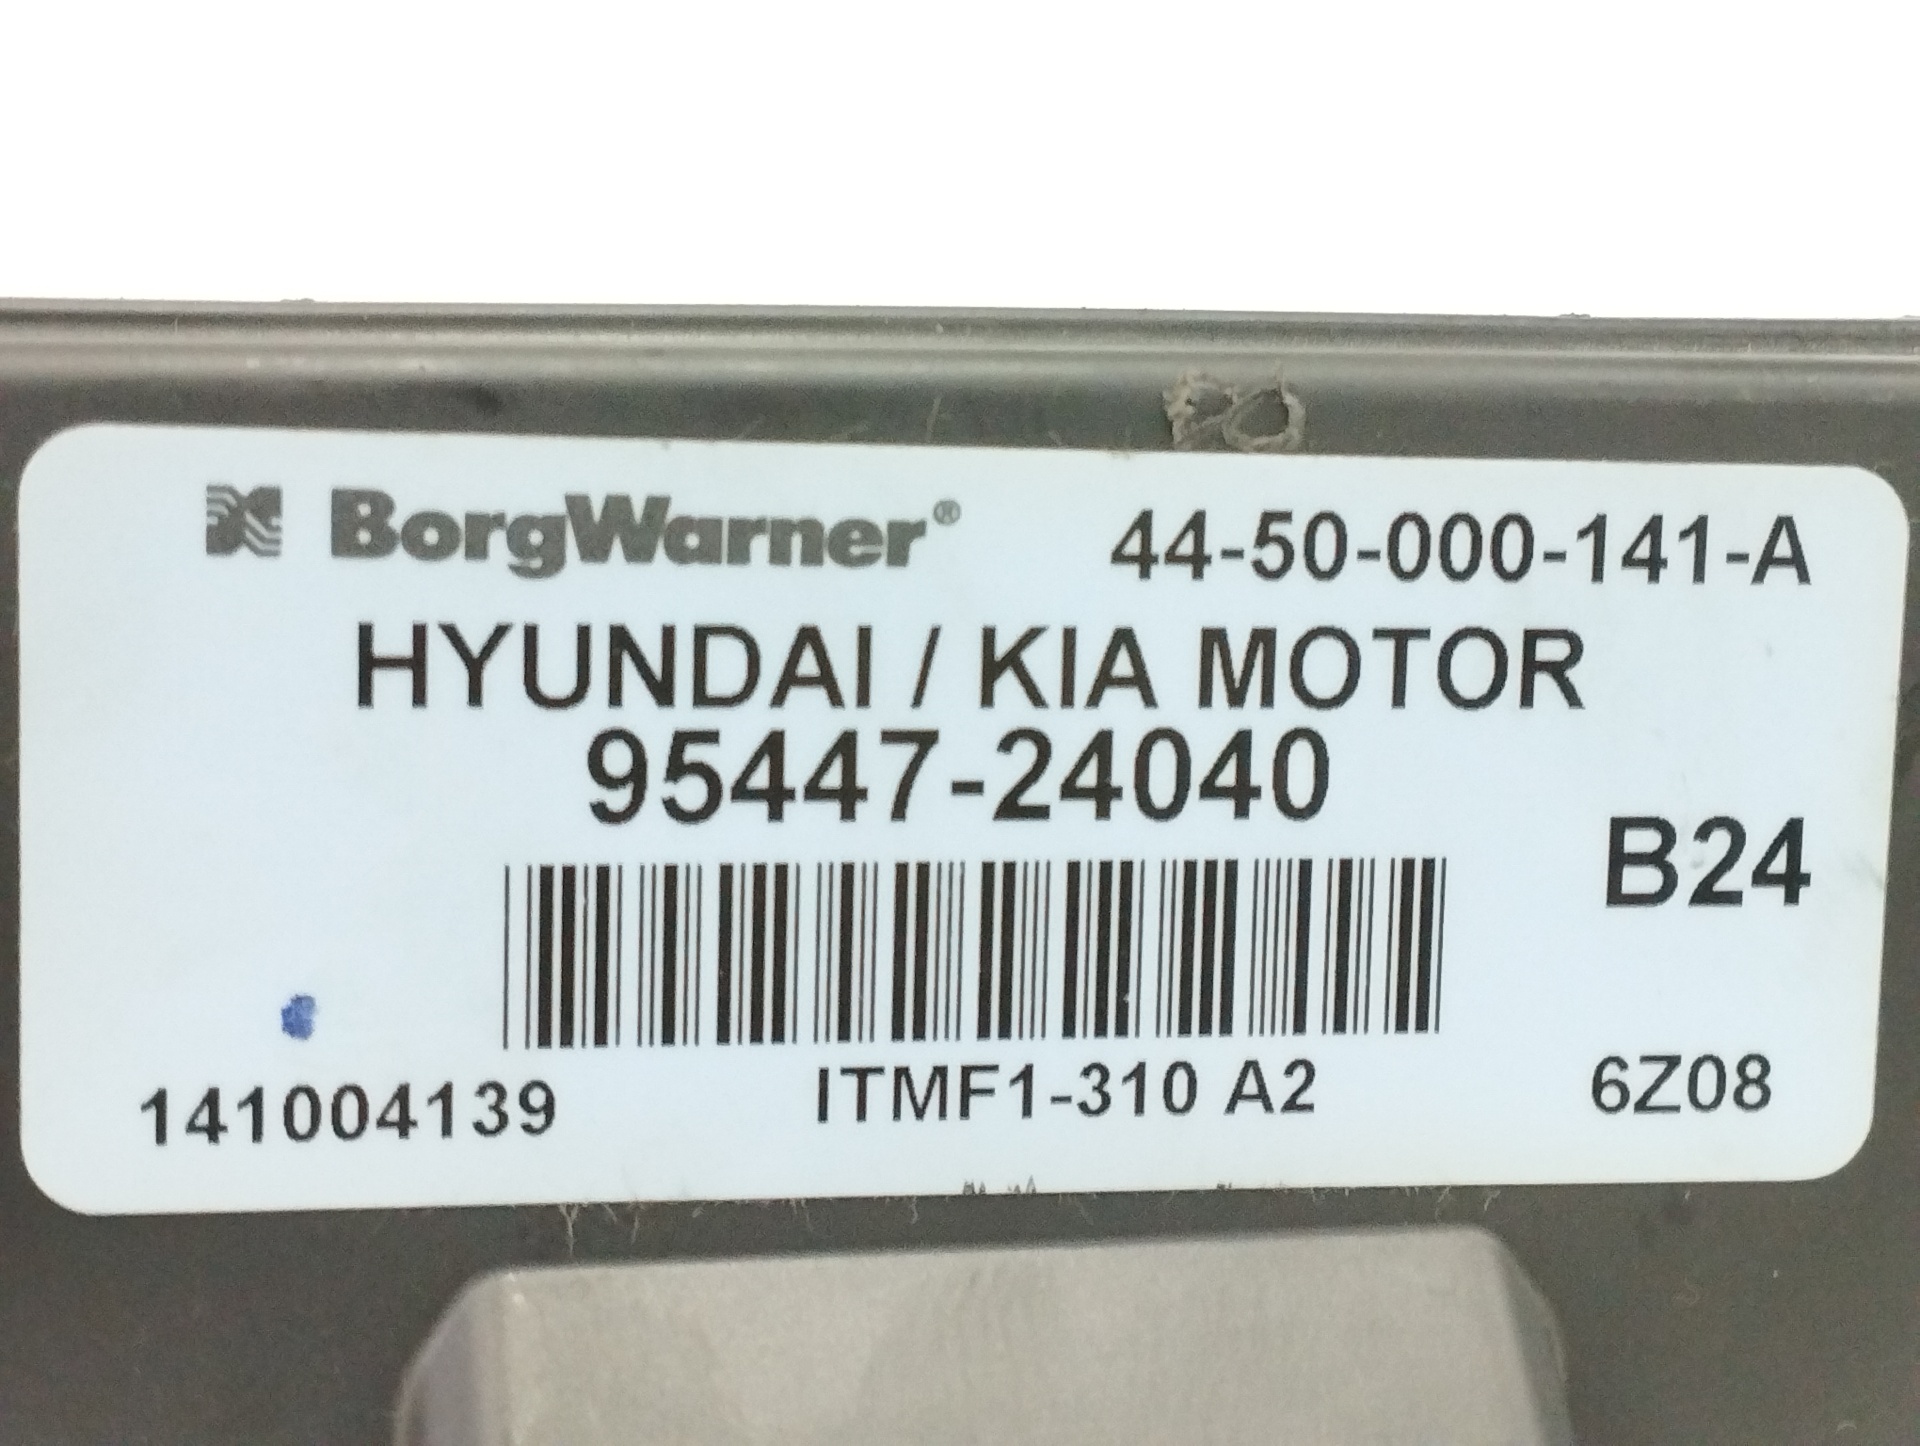 BorgWarner® 44-50-000-141-A
HYUNDAI / KIA MOTOR
95447-24040
B24
141004139 ITMF1-310 A2 6Z08